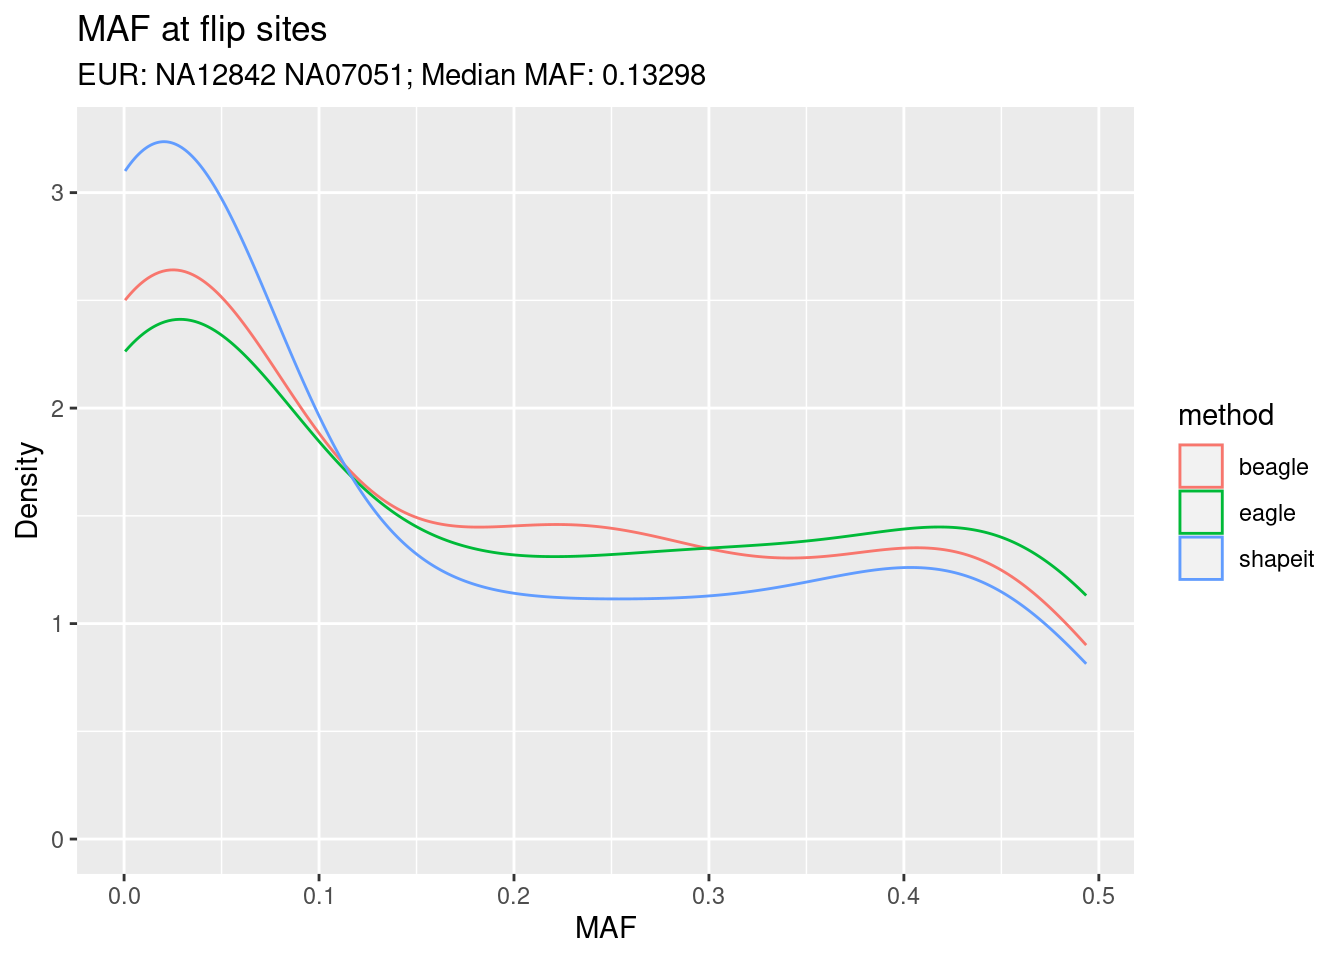 MAF at flip sites
EUR: NA12842 NA07051; Median MAF: 0.13298
3
2
1
0
Density
0.0 0.1 0.2 0.3 0.4 0.5
MAF
method
beagle
eagle
shapeit